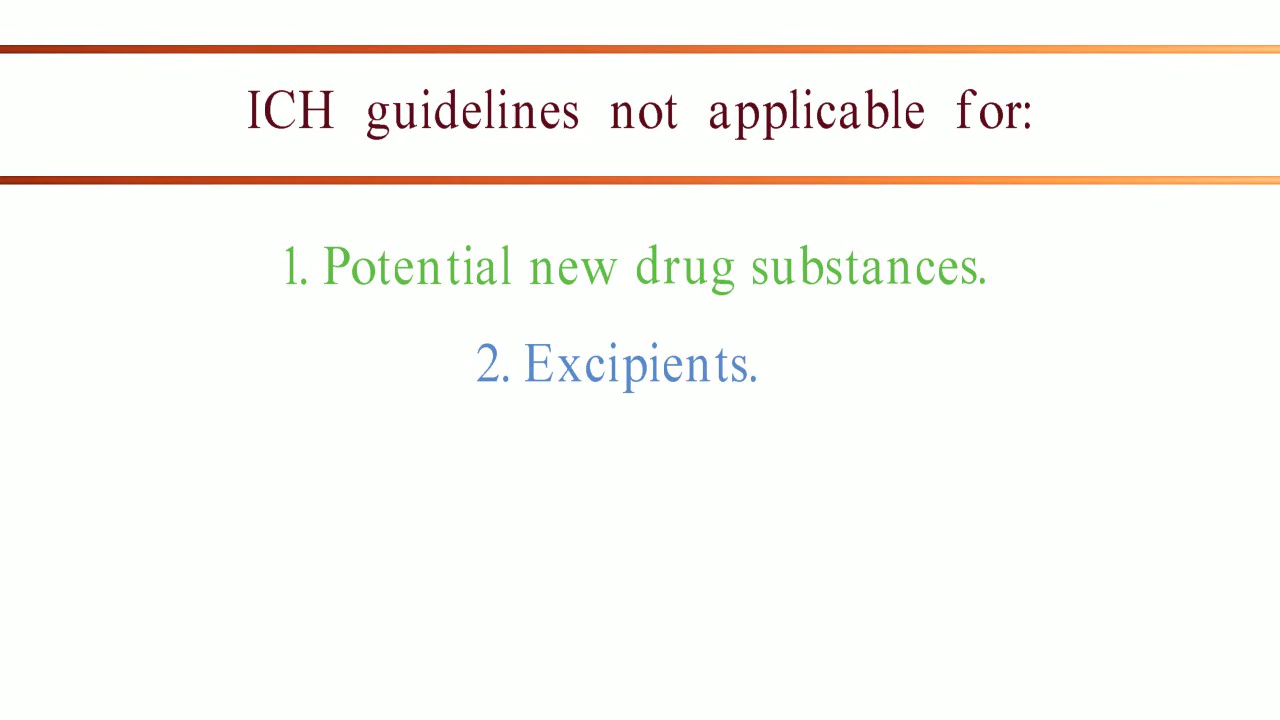 ICH guidelines not applicable for:
1. Potential new drug substances.
2. Excipients.